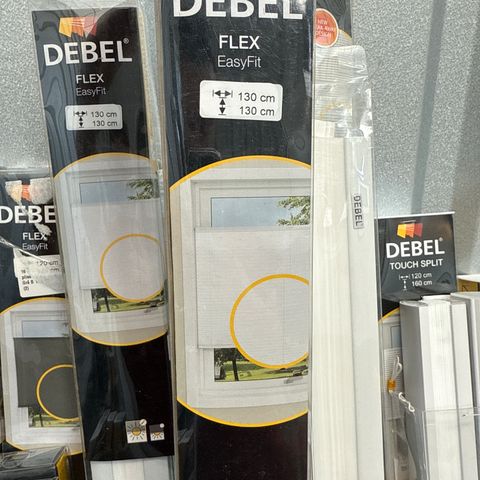 DEBEL®
FLEX
EasyFit
130 cm
130 cm
DEBEL
FLEX
EasyFit
130 cm
130 cm
NEW
DEBEL
DEBEL
FLEX
EasyFit
120 cm
DEBEL®
TOUCH SPLIT
120 cm
160 cm